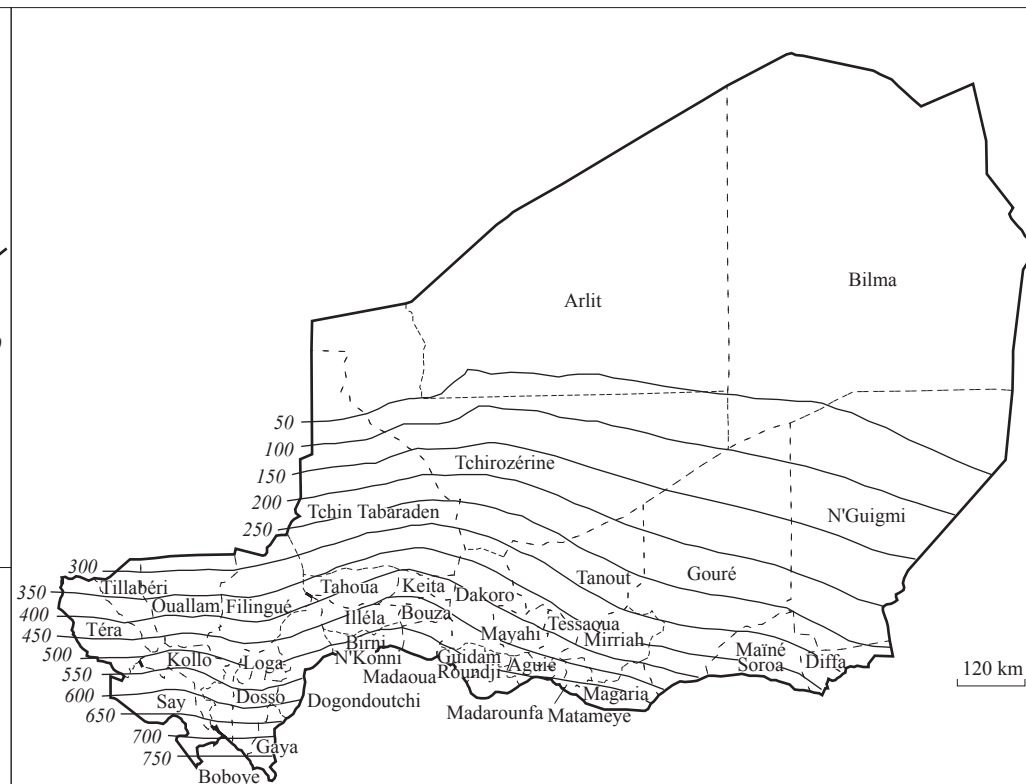 Bilma
Arlit
50
100
150
Tchirozérine
200
Tchin Tabaraden
N'Guigmi
250
300
350
Tillabéri
Tahoua
Keita
Tanout
Gouré
400
Ouallam
Filingué
Dakoro
450
Téra
Illéla
Bouza
Tessaoua
Mayahi
Mirriah
500
Kollo
Loga
Birni
N'Konni
Madaoua
Guidam
Roundji
Aguie
Maïné
Soroa
Diffa
120 km
550
600
Say
Dosso
Dogondoutchi
Magaria
650
Madarounfa
Matameye
700
Gaya
750
Boboye